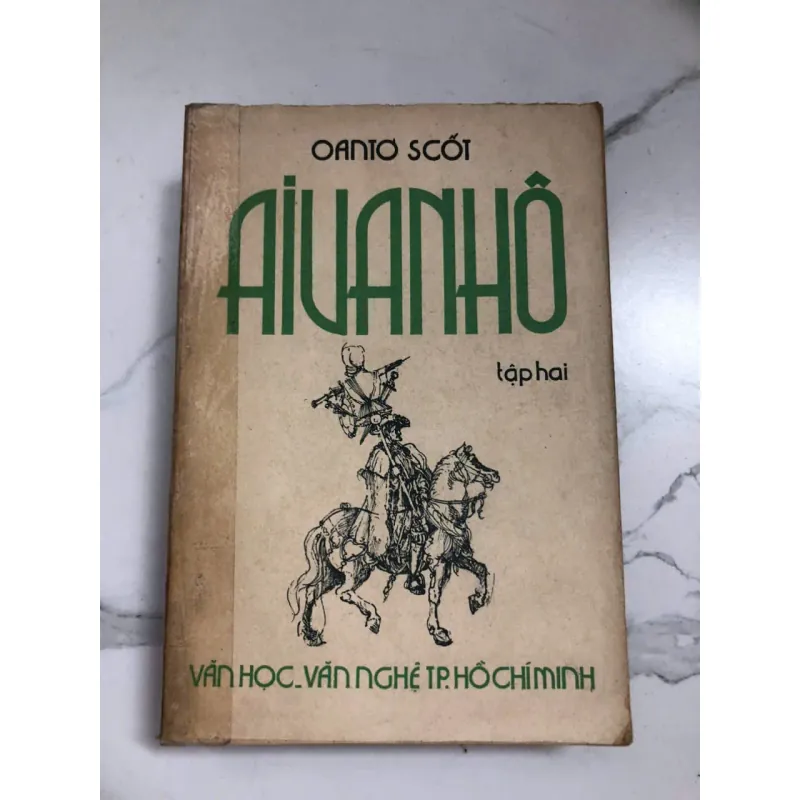 OANTƠ SCỐT
AIVANHÔ
tập hai
VĂN HỌC_VĂN NGHỆ TP. HỒ CHÍ MINH